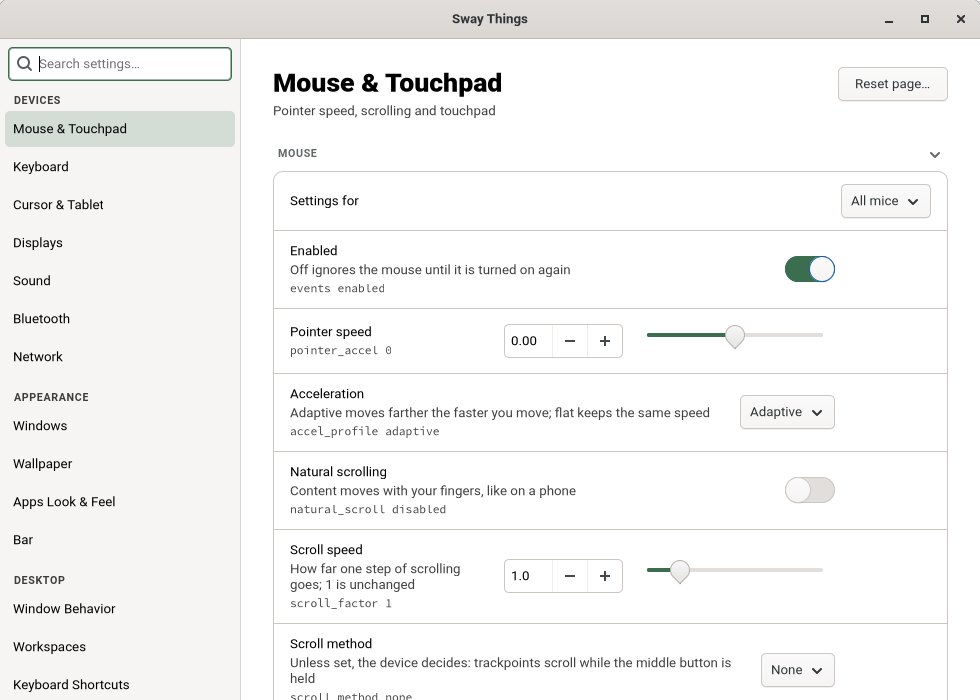 Sway Things
Search settings...
DEVICES
Mouse & Touchpad
Keyboard
Cursor & Tablet
Displays
Sound
Bluetooth
Network
APPEARANCE
Windows
Wallpaper
Apps Look & Feel
Bar
DESKTOP
Window Behavior
Workspaces
Keyboard Shortcuts
Mouse & Touchpad
Pointer speed, scrolling and touchpad
Reset page...
MOUSE
Settings for
All mice
Enabled
Off ignores the mouse until it is turned on again
events enabled
Pointer speed
pointer_accel 0
0.00
Acceleration
Adaptive moves farther the faster you move; flat keeps the same speed
accel_profile adaptive
Adaptive
Natural scrolling
Content moves with your fingers, like on a phone
natural_scroll disabled
Scroll speed
How far one step of scrolling
goes; 1 is unchanged
scroll_factor 1
1.0
Scroll method
Unless set, the device decides: trackpoints scroll while the middle button is
held
scroll_method none
None